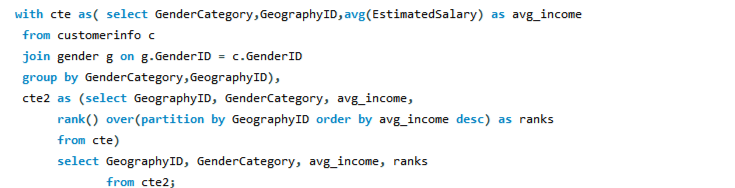 with cte as( select GenderCategory,GeographyID,avg(EstimatedSalary) as avg_income
from customerinfo c
join gender g on g.GenderID = c.GenderID
group by GenderCategory,GeographyID),
cte2 as (select GeographyID, GenderCategory, avg_income,
rank() over(partition by GeographyID order by avg_income desc) as ranks
from cte)
select GeographyID, GenderCategory, avg_income, ranks
from cte2;